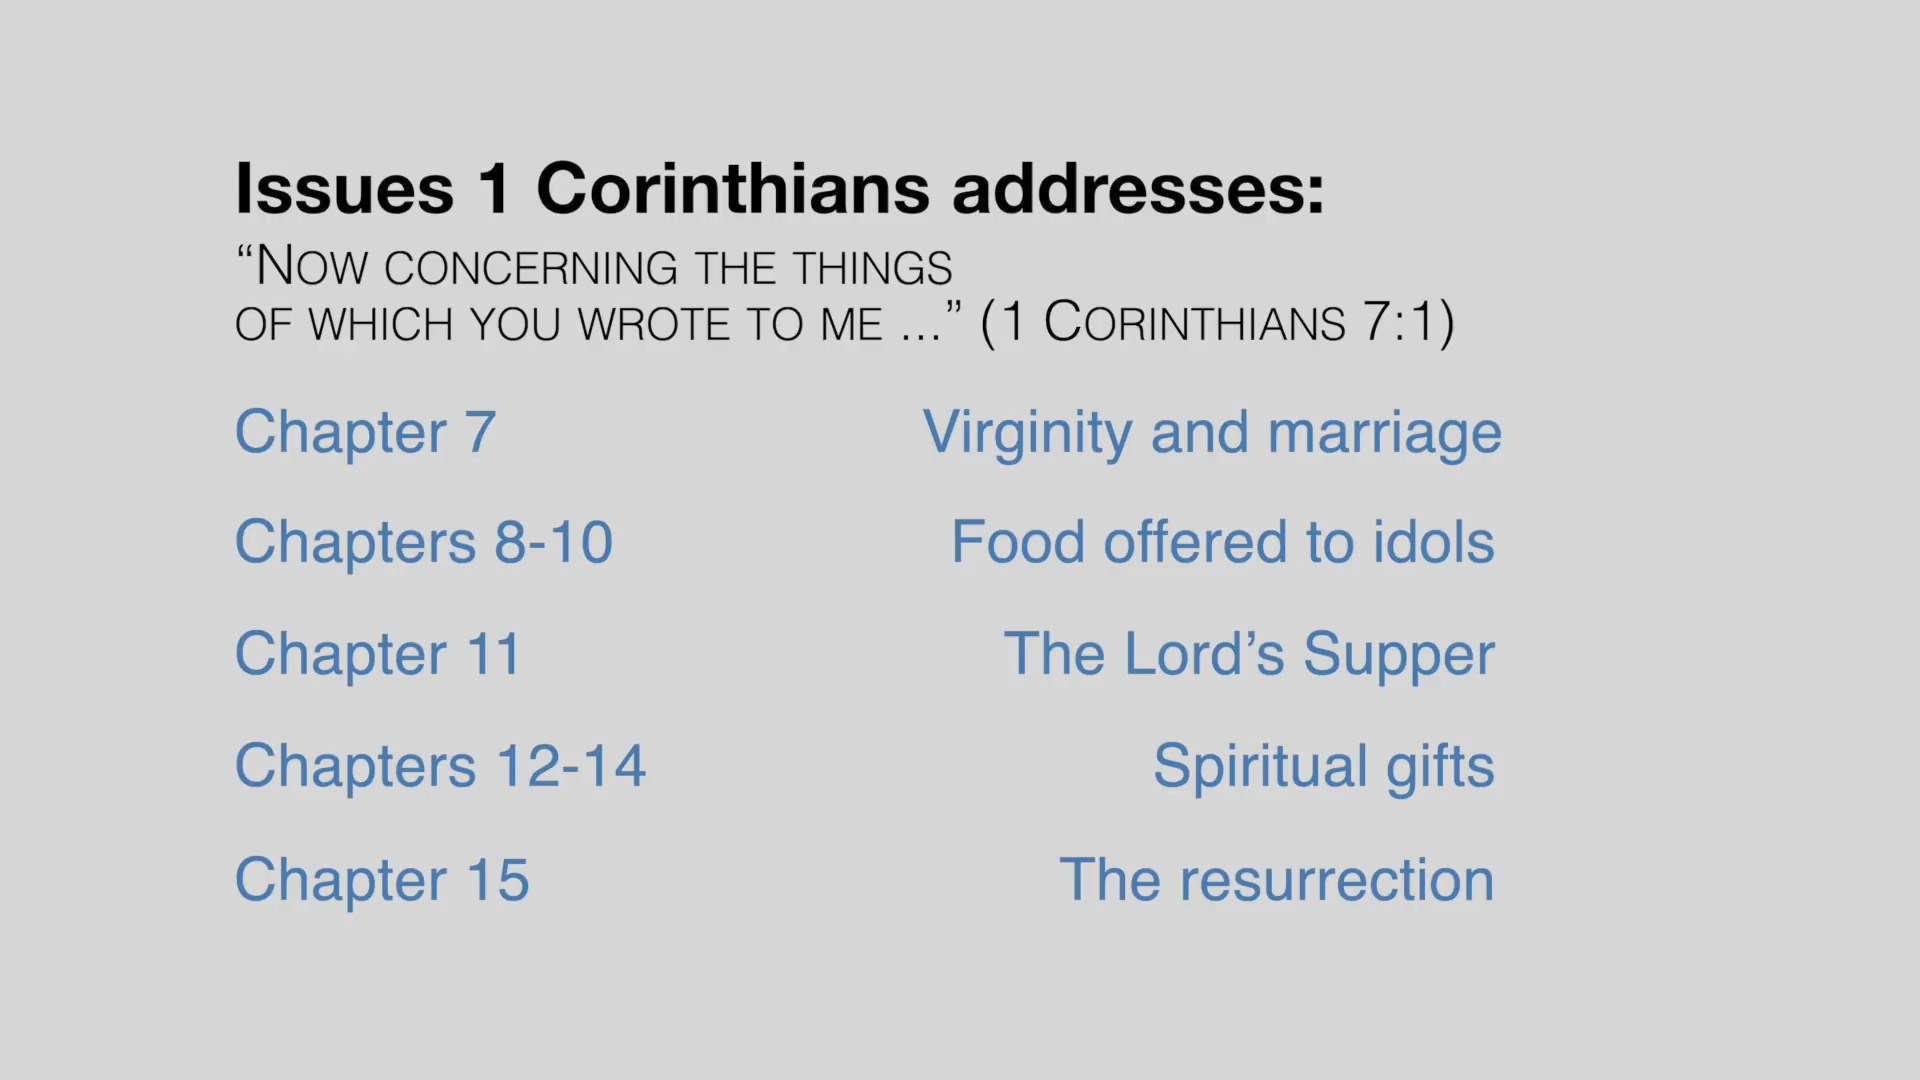 Issues 1 Corinthians addresses:
“Now concerning the things
of which you wrote to me ...” (1 Corinthians 7:1)
Chapter 7 Virginity and marriage
Chapters 8-10 Food offered to idols
Chapter 11 The Lord’s Supper
Chapters 12-14 Spiritual gifts
Chapter 15 The resurrection